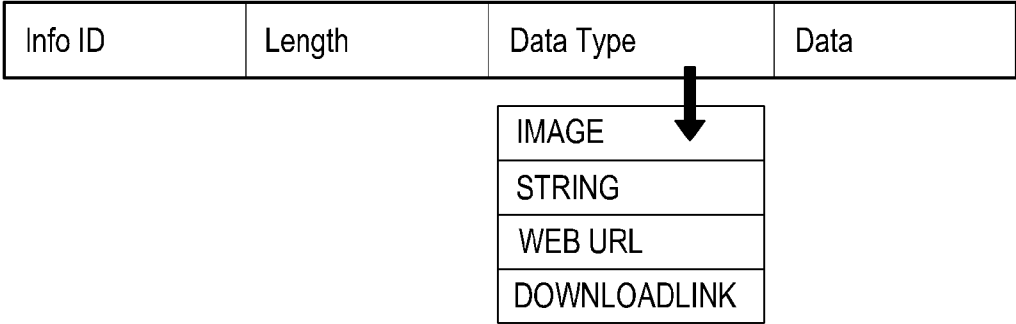 Info ID Length Data Type Data
IMAGE
STRING
WEB URL
DOWNLOADLINK